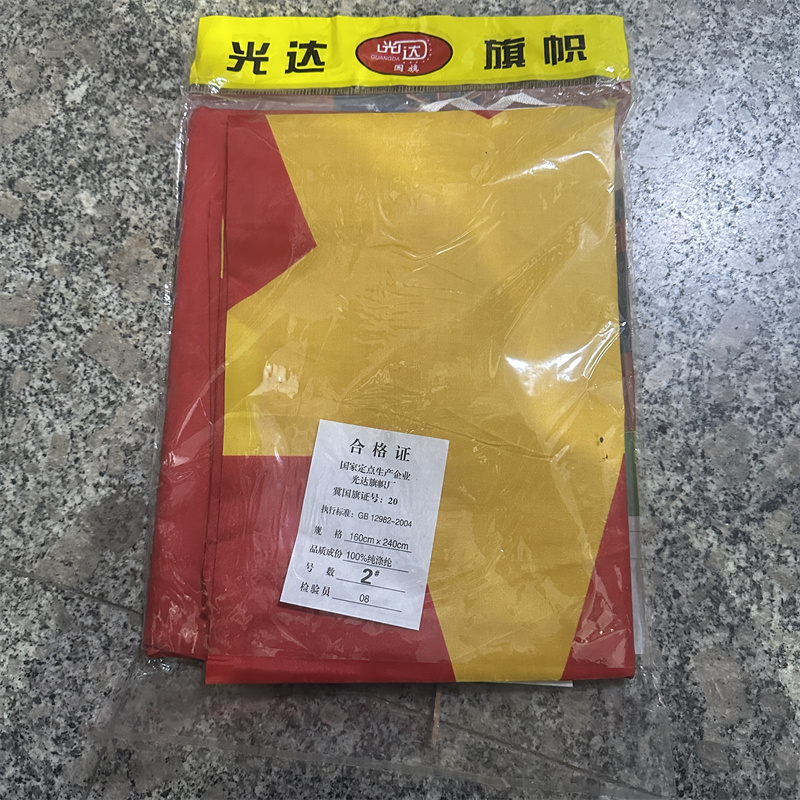 光达 光达 旗帜
GUANGDA
国旗
合格证
国家定点生产企业
光达旗帜厂
冀国旗证号：20
执行标准：GB 12982-2004
规格 160cm×240cm
品质成份 100%纯涤纶
号数 2#
检验员 08